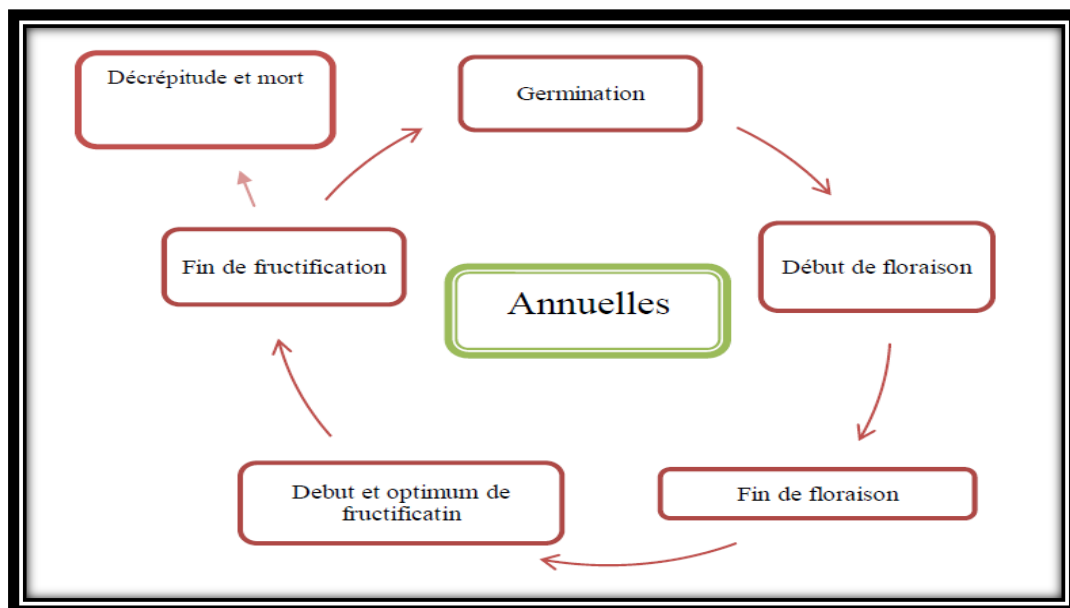 Décrépitude et mort
Germination
Fin de fructification
Annuelles
Début de floraison
Debut et optimum de
fructificatin
Fin de floraison